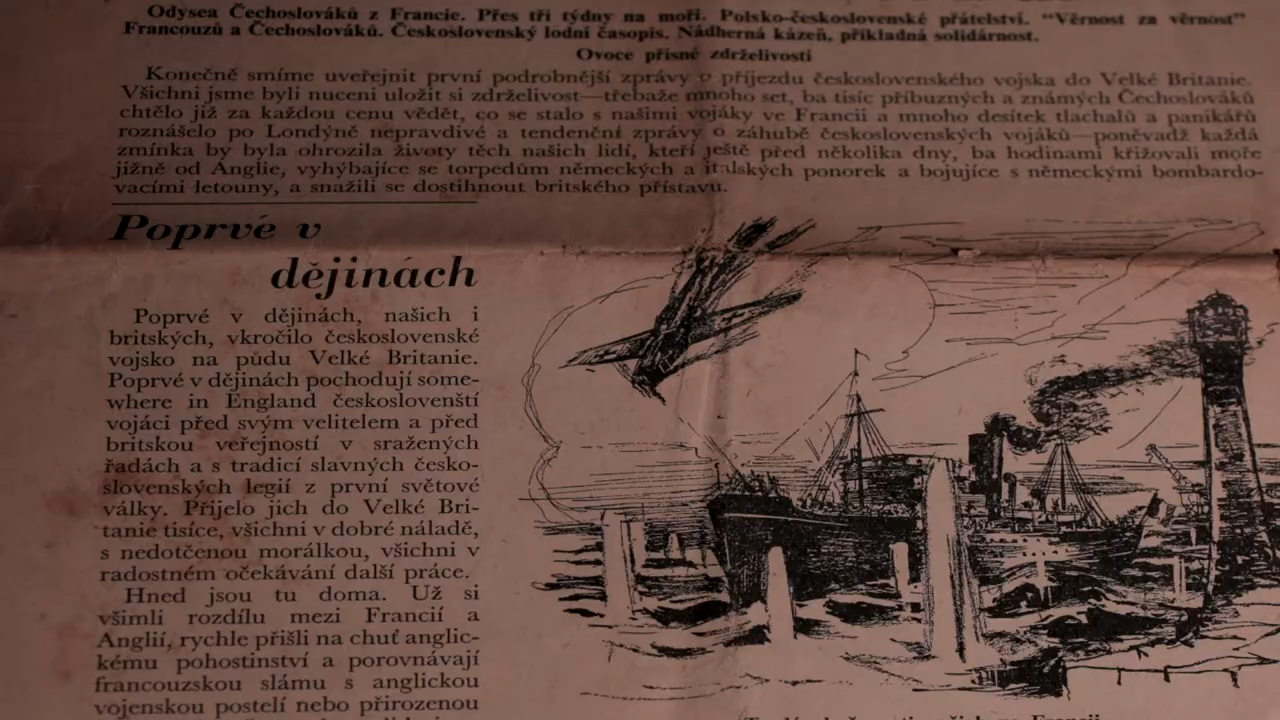 Odysea Čechoslováků z Francie. Přes tři týdny na moři. Polsko-československé přátelství. “Věrnost za věrnost”
Francouzů a Čechoslováků. Československý lodní časopis. Nádherná kázeň, příkladná solidárnost.
Ovoce přísné zdrželivosti
Konečně smíme uveřejnit první podrobnější zprávy o příjezdu československého vojska do Velké Britanie.
Všichni jsme byli nuceni uložit si zdrželivost—třebaže mnoho set, ba tisíc příbuzných a známých Čechoslováků
chtělo již za každou cenu vědět, co se stalo s našimi vojáky ve Francii a mnoho desítek tlachalů a panikářů
roznášelo po Londýně nepravdivé a tendenční zprávy o záhubě československých vojáků—poněvadž každá
zmínka by byla ohrozila životy těch našich lidí, kteří ještě před několika dny, ba hodinami křižovali moře
jižně od Anglie, vyhýbajíce se torpedům německých a italských ponorek a bojujíce s německými bombardo-
vacími letouny, a snažili se dostihnout britského přístavu.
Poprvé v
dějinách
Poprvé v dějinách, našich i
britských, vkročilo československé
vojsko na půdu Velké Britanie.
Poprvé v dějinách pochodují some-
where in England českoslovenští
vojáci před svým velitelem a před
britskou veřejností v sražených
řadách a s tradicí slavných česko-
slovenských legií z první světové
války. Přijelo jich do Velké Bri-
tanie tisíce, všichni v dobré náladě,
s nedotčenou morálkou, všichni v
radostném očekávání další práce.
Hned jsou tu doma. Už si
všimli rozdílu mezi Francií a
Anglií, rychle přišli na chuť anglic-
kému pohostinství a porovnávají
francouzskou slámu s anglickou
vojenskou postelí nebo přirozenou